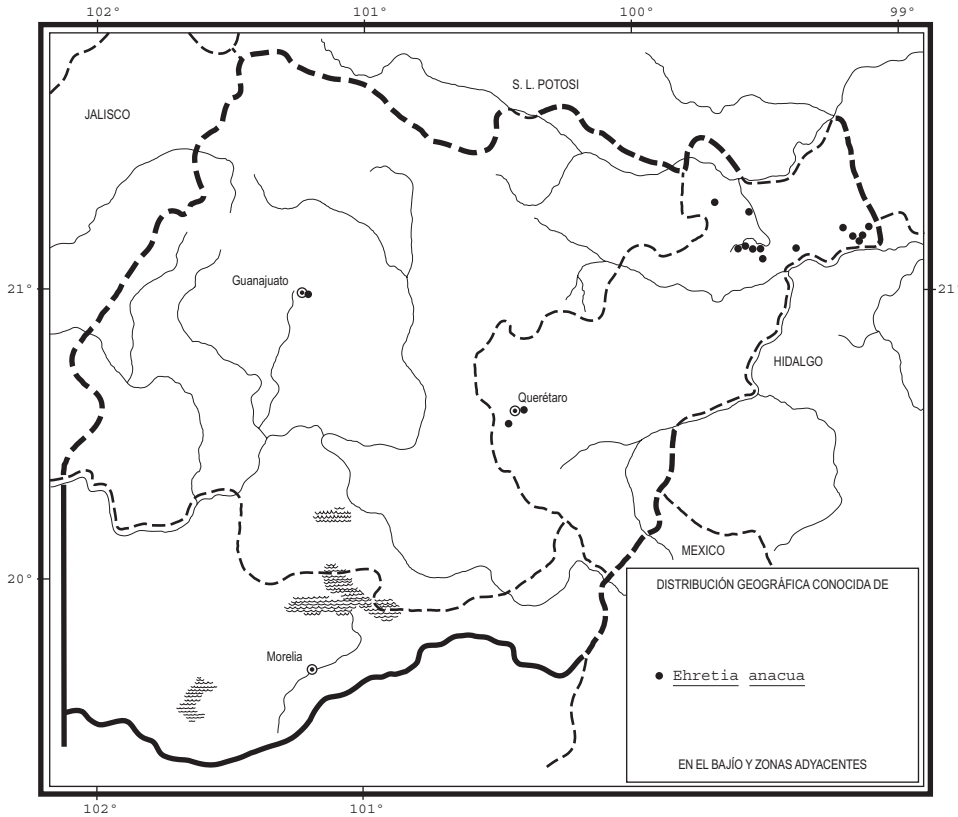 102° 101° 100° 99°
S. L. POTOSI
JALISCO
Guanajuato
21° 21°
HIDALGO
Querétaro
MEXICO
20°
DISTRIBUCIÓN GEOGRÁFICA CONOCIDA DE
Morelia
Ehretia anacua
EN EL BAJÍO Y ZONAS ADYACENTES
102° 101°